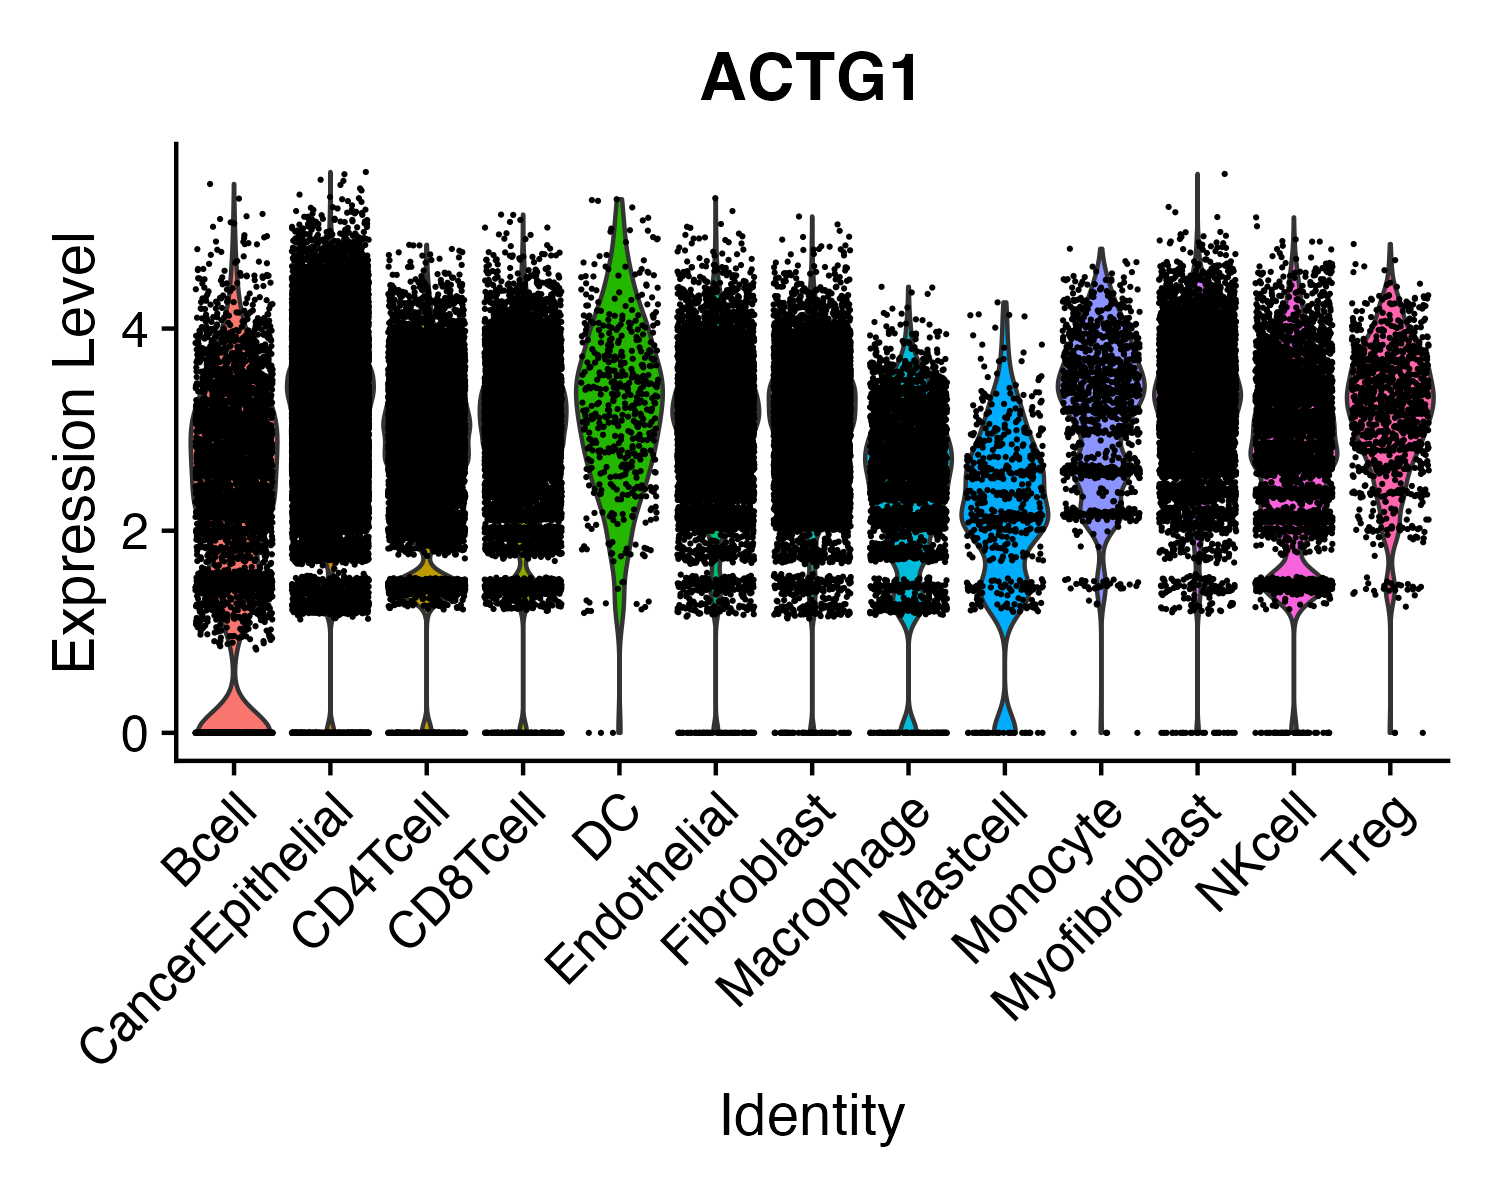 ACTG1
Expression Level
4
2
0
Bcell
CancerEpithelial
CD4Tcell
CD8Tcell
DC
Endothelial
Fibroblast
Macrophage
Mastcell
Monocyte
Myofibroblast
NKcell
Treg
Identity